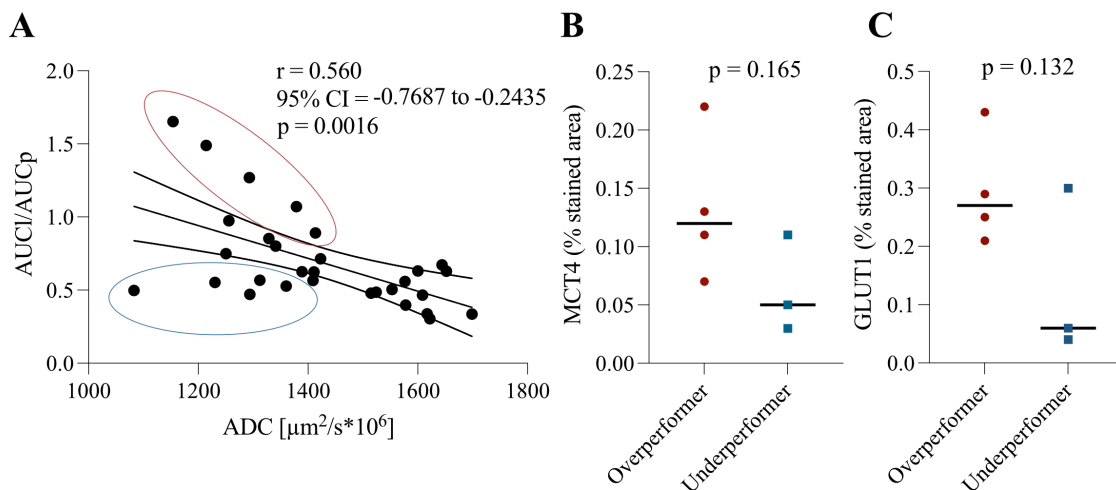 A
r = 0.560
95% CI = -0.7687 to -0.2435
p = 0.0016
AUCl/AUCp
2.0
1.5
1.0
0.5
0.0
1000 1200 1400 1600 1800
ADC [μm²/s*10⁶]
B
p = 0.165
MCT4 (% stained area)
0.25
0.20
0.15
0.10
0.05
0.00
Overperformer
Underperformer
C
p = 0.132
GLUT1 (% stained area)
0.5
0.4
0.3
0.2
0.1
0.0
Overperformer
Underperformer